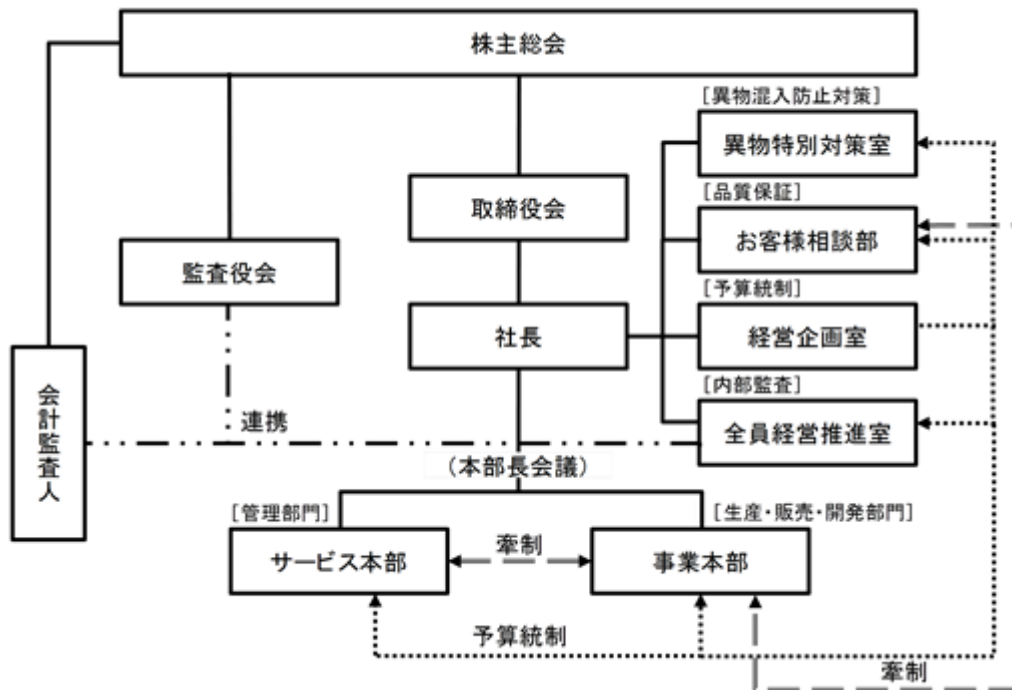 株主総会
[異物混入防止対策]
異物特別対策室
取締役会
[品質保証]
お客様相談部
監査役会
[予算統制]
社長
経営企画室
会計監査人
[内部監査]
連携
全員経営推進室
(本部長会議)
[管理部門]
[生産・販売・開発部門]
サービス本部
牽制
事業本部
予算統制
牽制